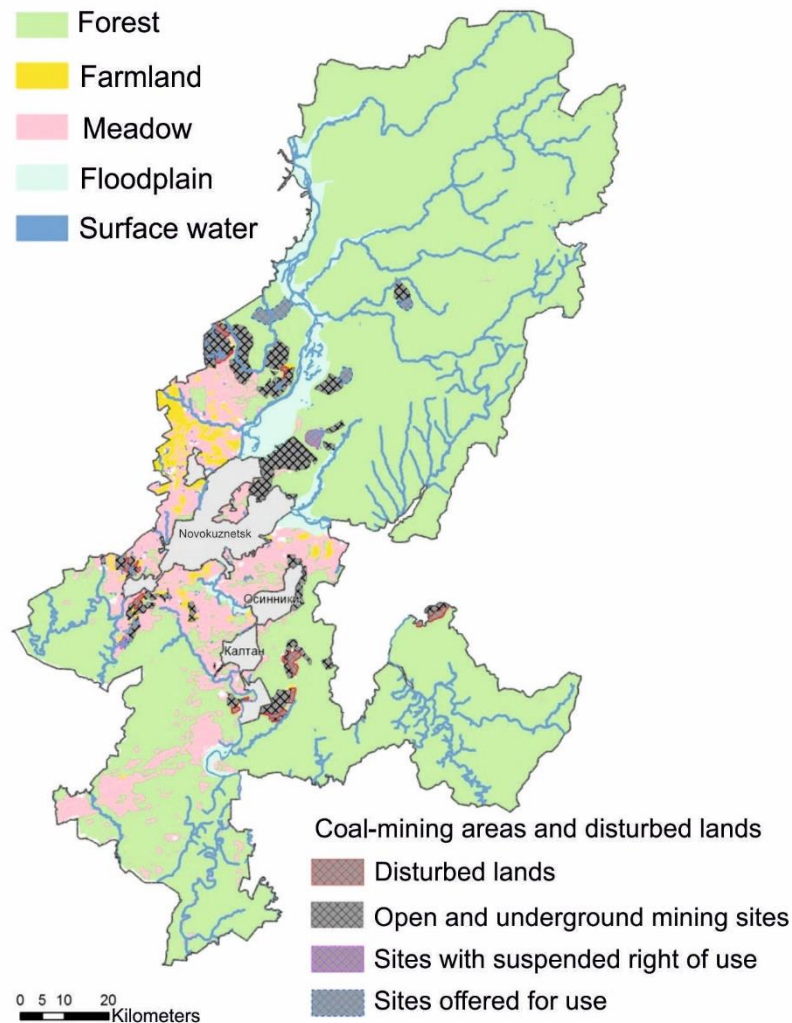 Forest
Farmland
Meadow
Floodplain
Surface water
Novokuznetsk
Осинники
Калтан
Coal-mining areas and disturbed lands
Disturbed lands
Open and underground mining sites
Sites with suspended right of use
Sites offered for use
0 5 10 20
Kilometers